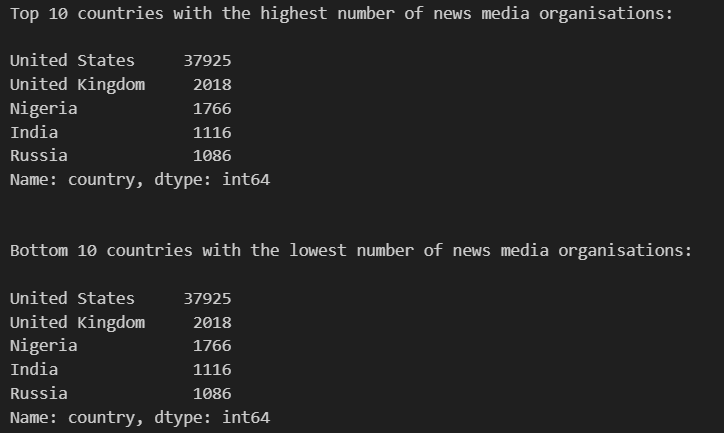 Top 10 countries with the highest number of news media organisations:
United States     37925
United Kingdom     2018
Nigeria            1766
India              1116
Russia             1086
Name: country, dtype: int64
Bottom 10 countries with the lowest number of news media organisations:
United States     37925
United Kingdom     2018
Nigeria            1766
India              1116
Russia             1086
Name: country, dtype: int64